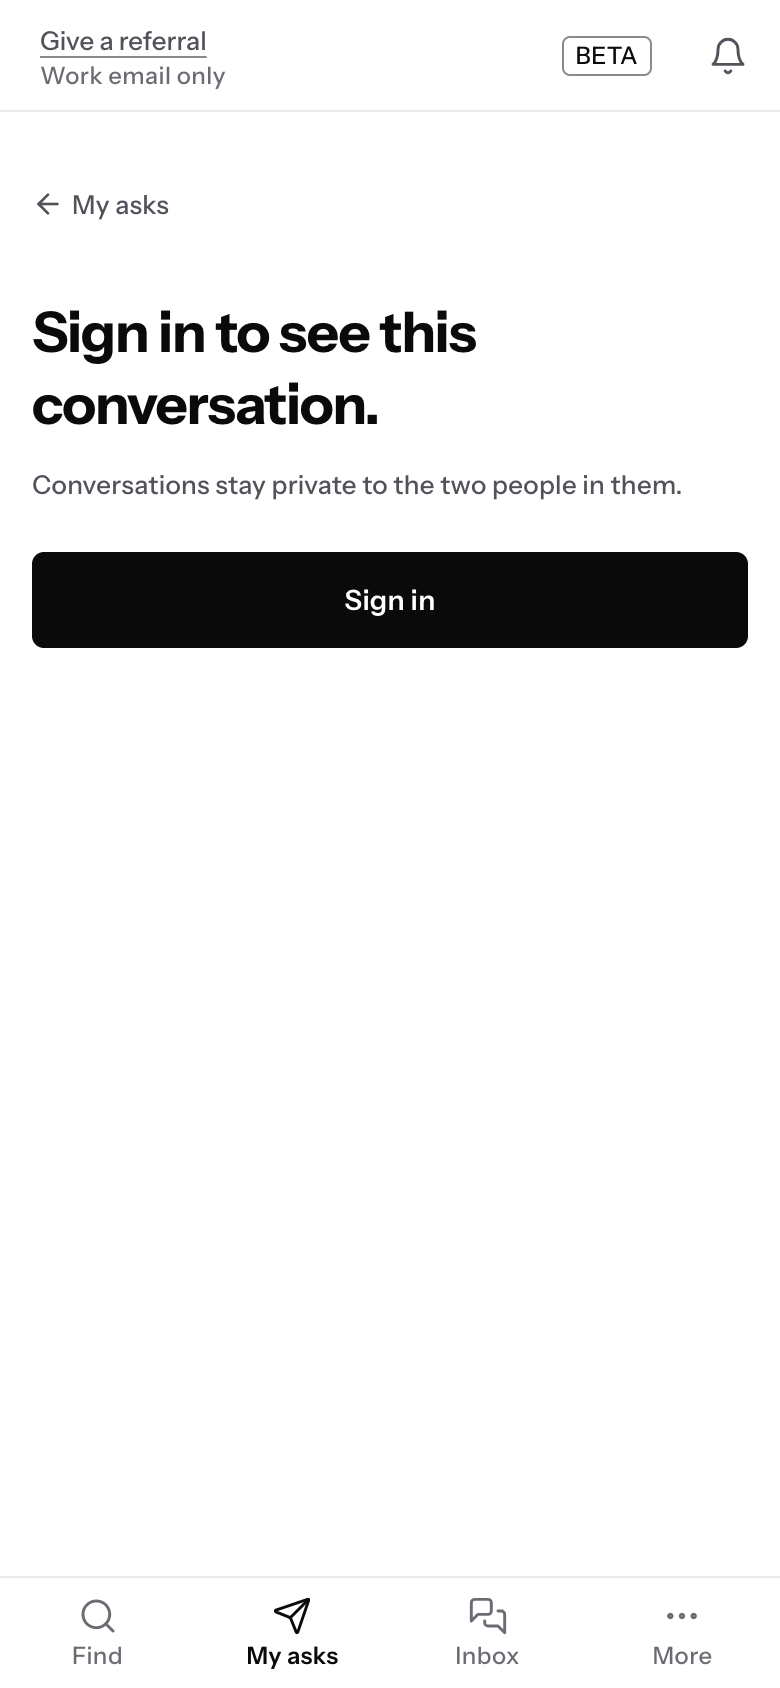 Give a referral
Work email only
BETA
My asks
Sign in to see this
conversation.
Conversations stay private to the two people in them.
Sign in
Find
My asks
Inbox
More